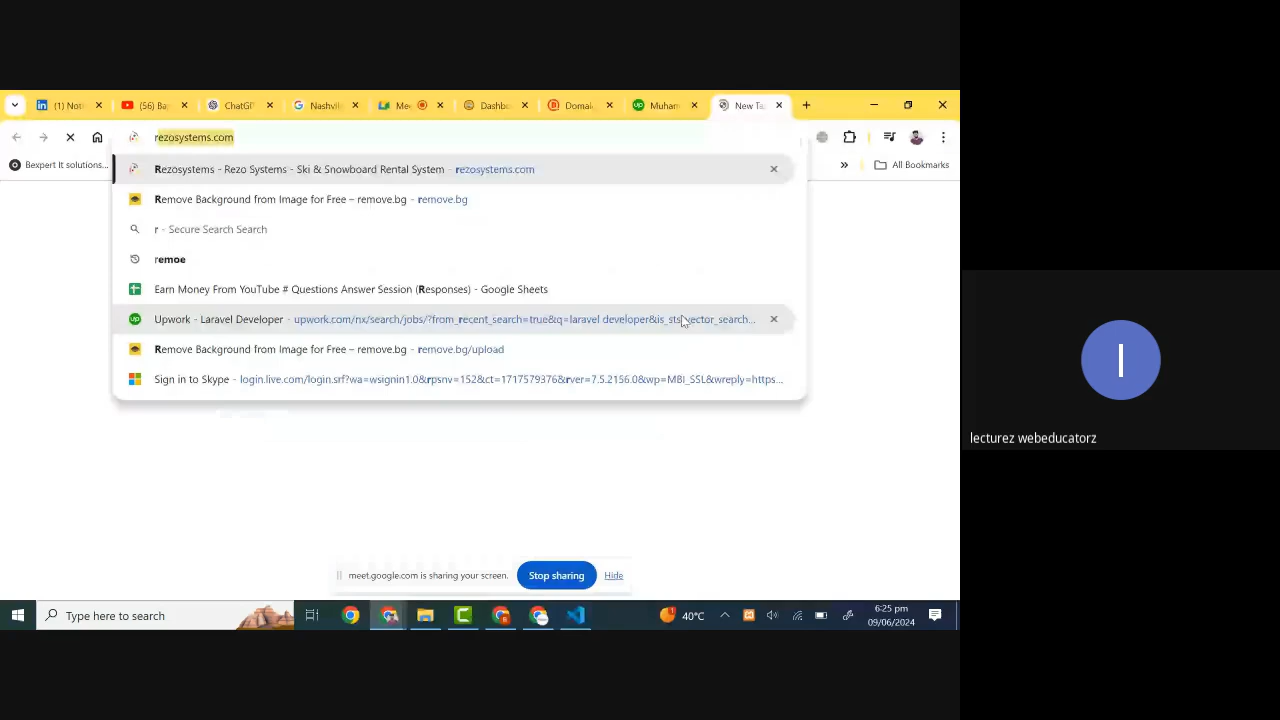 (1) Not
(56) Ba
ChatG
Nashvill
Mee
Dashbo
Domai
Muham
New Ta
rezosystems.com
Bexpert It solutions...
All Bookmarks
Rezosystems - Rezo Systems - Ski & Snowboard Rental System - rezosystems.com
Remove Background from Image for Free – remove.bg - remove.bg
r - Secure Search Search
remoe
Earn Money From YouTube # Questions Answer Session (Responses) - Google Sheets
Upwork - Laravel Developer - upwork.com/nx/search/jobs/?from_recent_search=true&q=laravel developer&is_sts_vector_search...
Remove Background from Image for Free – remove.bg - remove.bg/upload
Sign in to Skype - login.live.com/login.srf?wa=wsignin1.0&rpsnv=152&ct=1717579376&rver=7.5.2156.0&wp=MBI_SSL&wreply=https...
I
lecturez webeducatorz
meet.google.com is sharing your screen.
Stop sharing
Hide
Type here to search
40°C
6:25 pm
09/06/2024